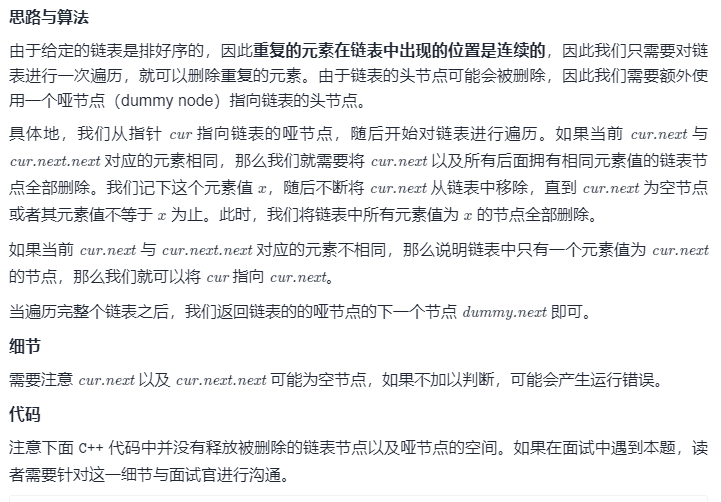 思路与算法
由于给定的链表是排好序的，因此重复的元素在链表中出现的位置是连续的，因此我们只需要对链
表进行一次遍历，就可以删除重复的元素。由于链表的头节点可能会被删除，因此我们需要额外使
用一个哑节点（dummy node）指向链表的头节点。
具体地，我们从指针 cur 指向链表的哑节点，随后开始对链表进行遍历。如果当前 cur.next 与
cur.next.next 对应的元素相同，那么我们就需要将 cur.next 以及所有后面拥有相同元素值的链表节
点全部删除。我们记下这个元素值 x，随后不断将 cur.next 从链表中移除，直到 cur.next 为空节点
或者其元素值不等于 x 为止。此时，我们将链表中所有元素值为 x 的节点全部删除。
如果当前 cur.next 与 cur.next.next 对应的元素不相同，那么说明链表中只有一个元素值为 cur.next
的节点，那么我们就可以将 cur 指向 cur.next。
当遍历完整个链表之后，我们返回链表的的哑节点的下一个节点 dummy.next 即可。
细节
需要注意 cur.next 以及 cur.next.next 可能为空节点，如果不加以判断，可能会产生运行错误。
代码
注意下面 C++ 代码中并没有释放被删除的链表节点以及哑节点的空间。如果在面试中遇到本题，读
者需要针对这一细节与面试官进行沟通。